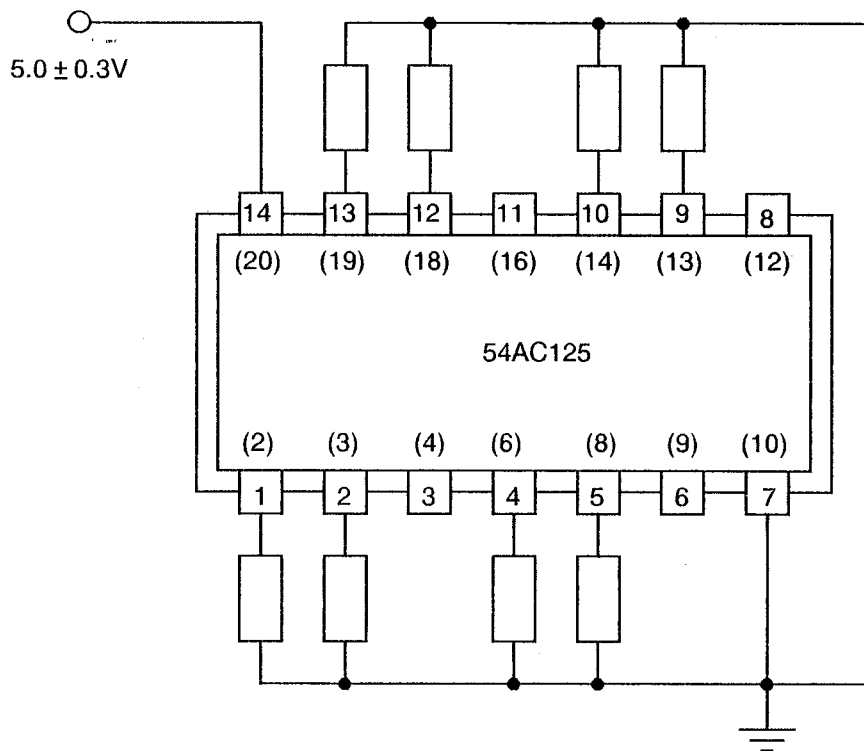 5.0 ± 0.3V
14 13 12 11 10 9 8
(20) (19) (18) (16) (14) (13) (12)
54AC125
(2) (3) (4) (6) (8) (9) (10)
1 2 3 4 5 6 7